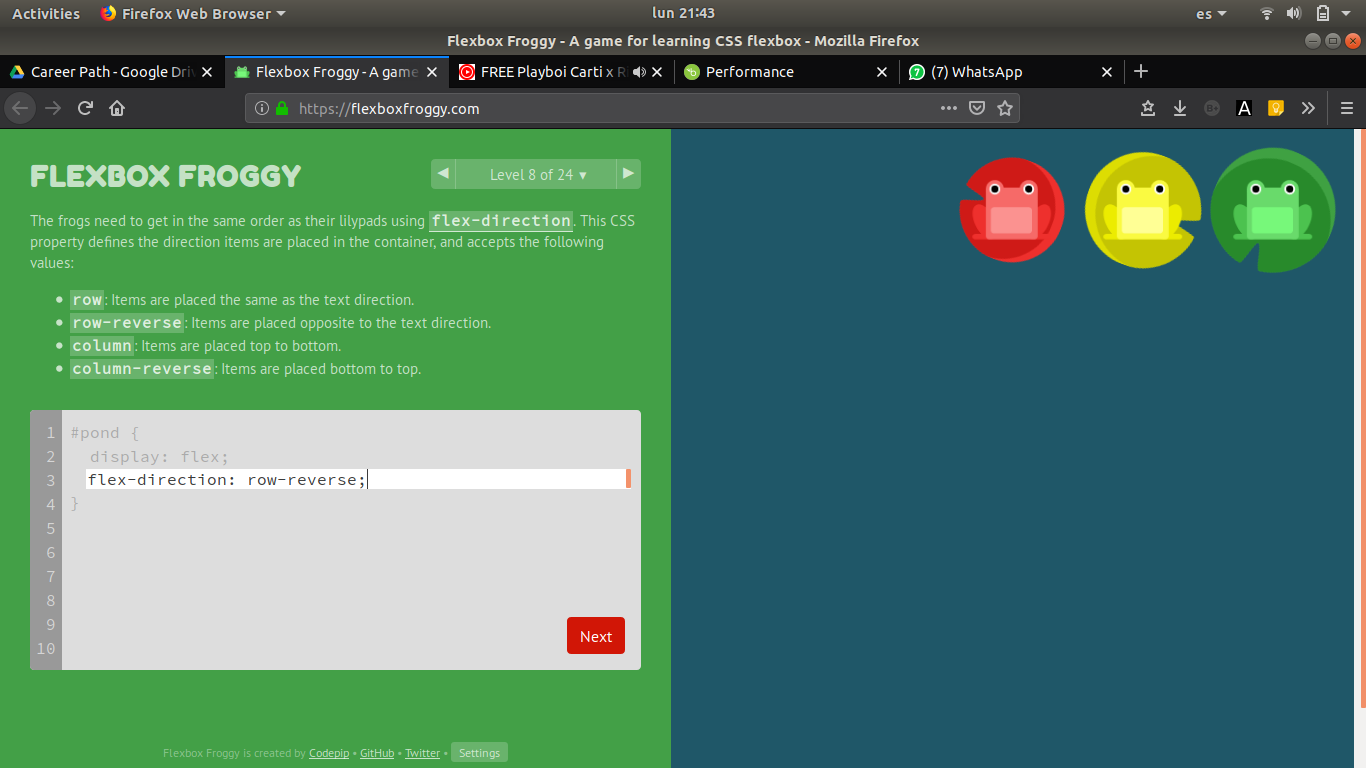 Activities Firefox Web Browser lun 21:43 es
Flexbox Froggy - A game for learning CSS flexbox - Mozilla Firefox
Career Path - Google Driv Flexbox Froggy - A game FREE Playboi Carti x R Performance (7) WhatsApp
https://flexboxfroggy.com
FLEXBOX FROGGY
Level 8 of 24
The frogs need to get in the same order as their lilypads using flex-direction. This CSS
property defines the direction items are placed in the container, and accepts the following
values:
row: Items are placed the same as the text direction.
row-reverse: Items are placed opposite to the text direction.
column: Items are placed top to bottom.
column-reverse: Items are placed bottom to top.
1 #pond {
2 display: flex;
3 flex-direction: row-reverse;
4 }
5
6
7
8
9
10
Next
Flexbox Froggy is created by Codepip • GitHub • Twitter • Settings